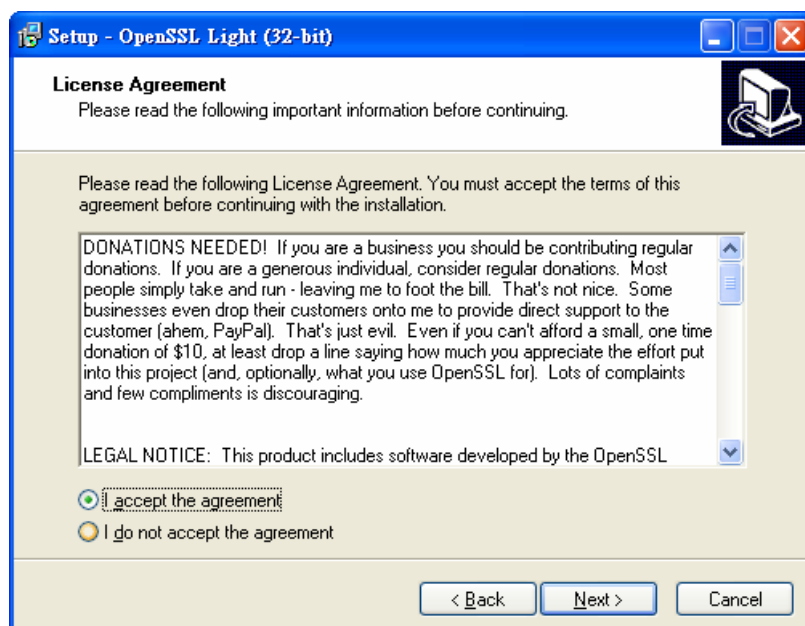 Setup - OpenSSL Light (32-bit)
License Agreement
Please read the following important information before continuing.
Please read the following License Agreement. You must accept the terms of this
agreement before continuing with the installation.
DONATIONS NEEDED!  If you are a business you should be contributing regular
donations.  If you are a generous individual, consider regular donations.  Most
people simply take and run - leaving me to foot the bill.  That's not nice.  Some
businesses even drop their customers onto me to provide direct support to the
customer (ahem, PayPal).  That's just evil.  Even if you can't afford a small, one time
donation of $10, at least drop a line saying how much you appreciate the effort put
into this project (and, optionally, what you use OpenSSL for).  Lots of complaints
and few compliments is discouraging.
LEGAL NOTICE:  This product includes software developed by the OpenSSL
I accept the agreement
I do not accept the agreement
< Back
Next >
Cancel